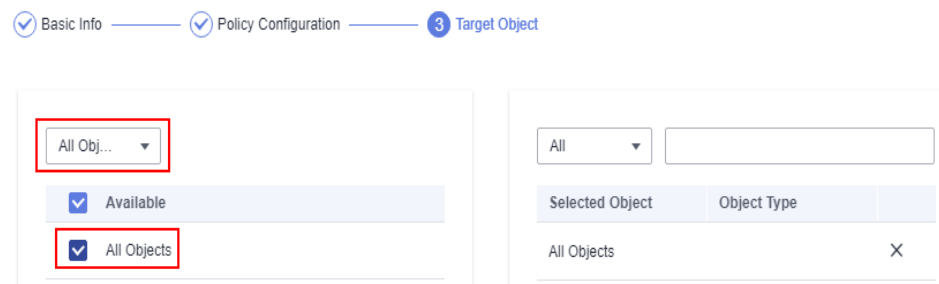 Basic Info Policy Configuration 3 Target Object
All Obj... All
Available Selected Object Object Type
All Objects All Objects